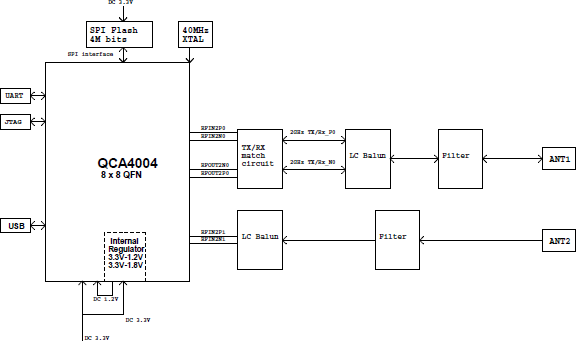 DC 3.3V
SPI Flash
4M bits
40MHz
XTAL
SPI interface
UART
JTAG
USB
QCA4004
8 x 8 QFN
Internal
Regulator
3.3V-1.2V
3.3V-1.8V
RFIN2P0
RFIN2N0
RFOUT2N0
RFOUT2P0
TX/RX
match
circuit
2GHz TX/Rx_P0
2GHz TX/Rx_N0
LC Balun
Filter
ANT1
RFIN2P1
RFIN2N1
LC Balun
Filter
ANT2
DC 1.2V
DC 3.3V
DC 3.3V